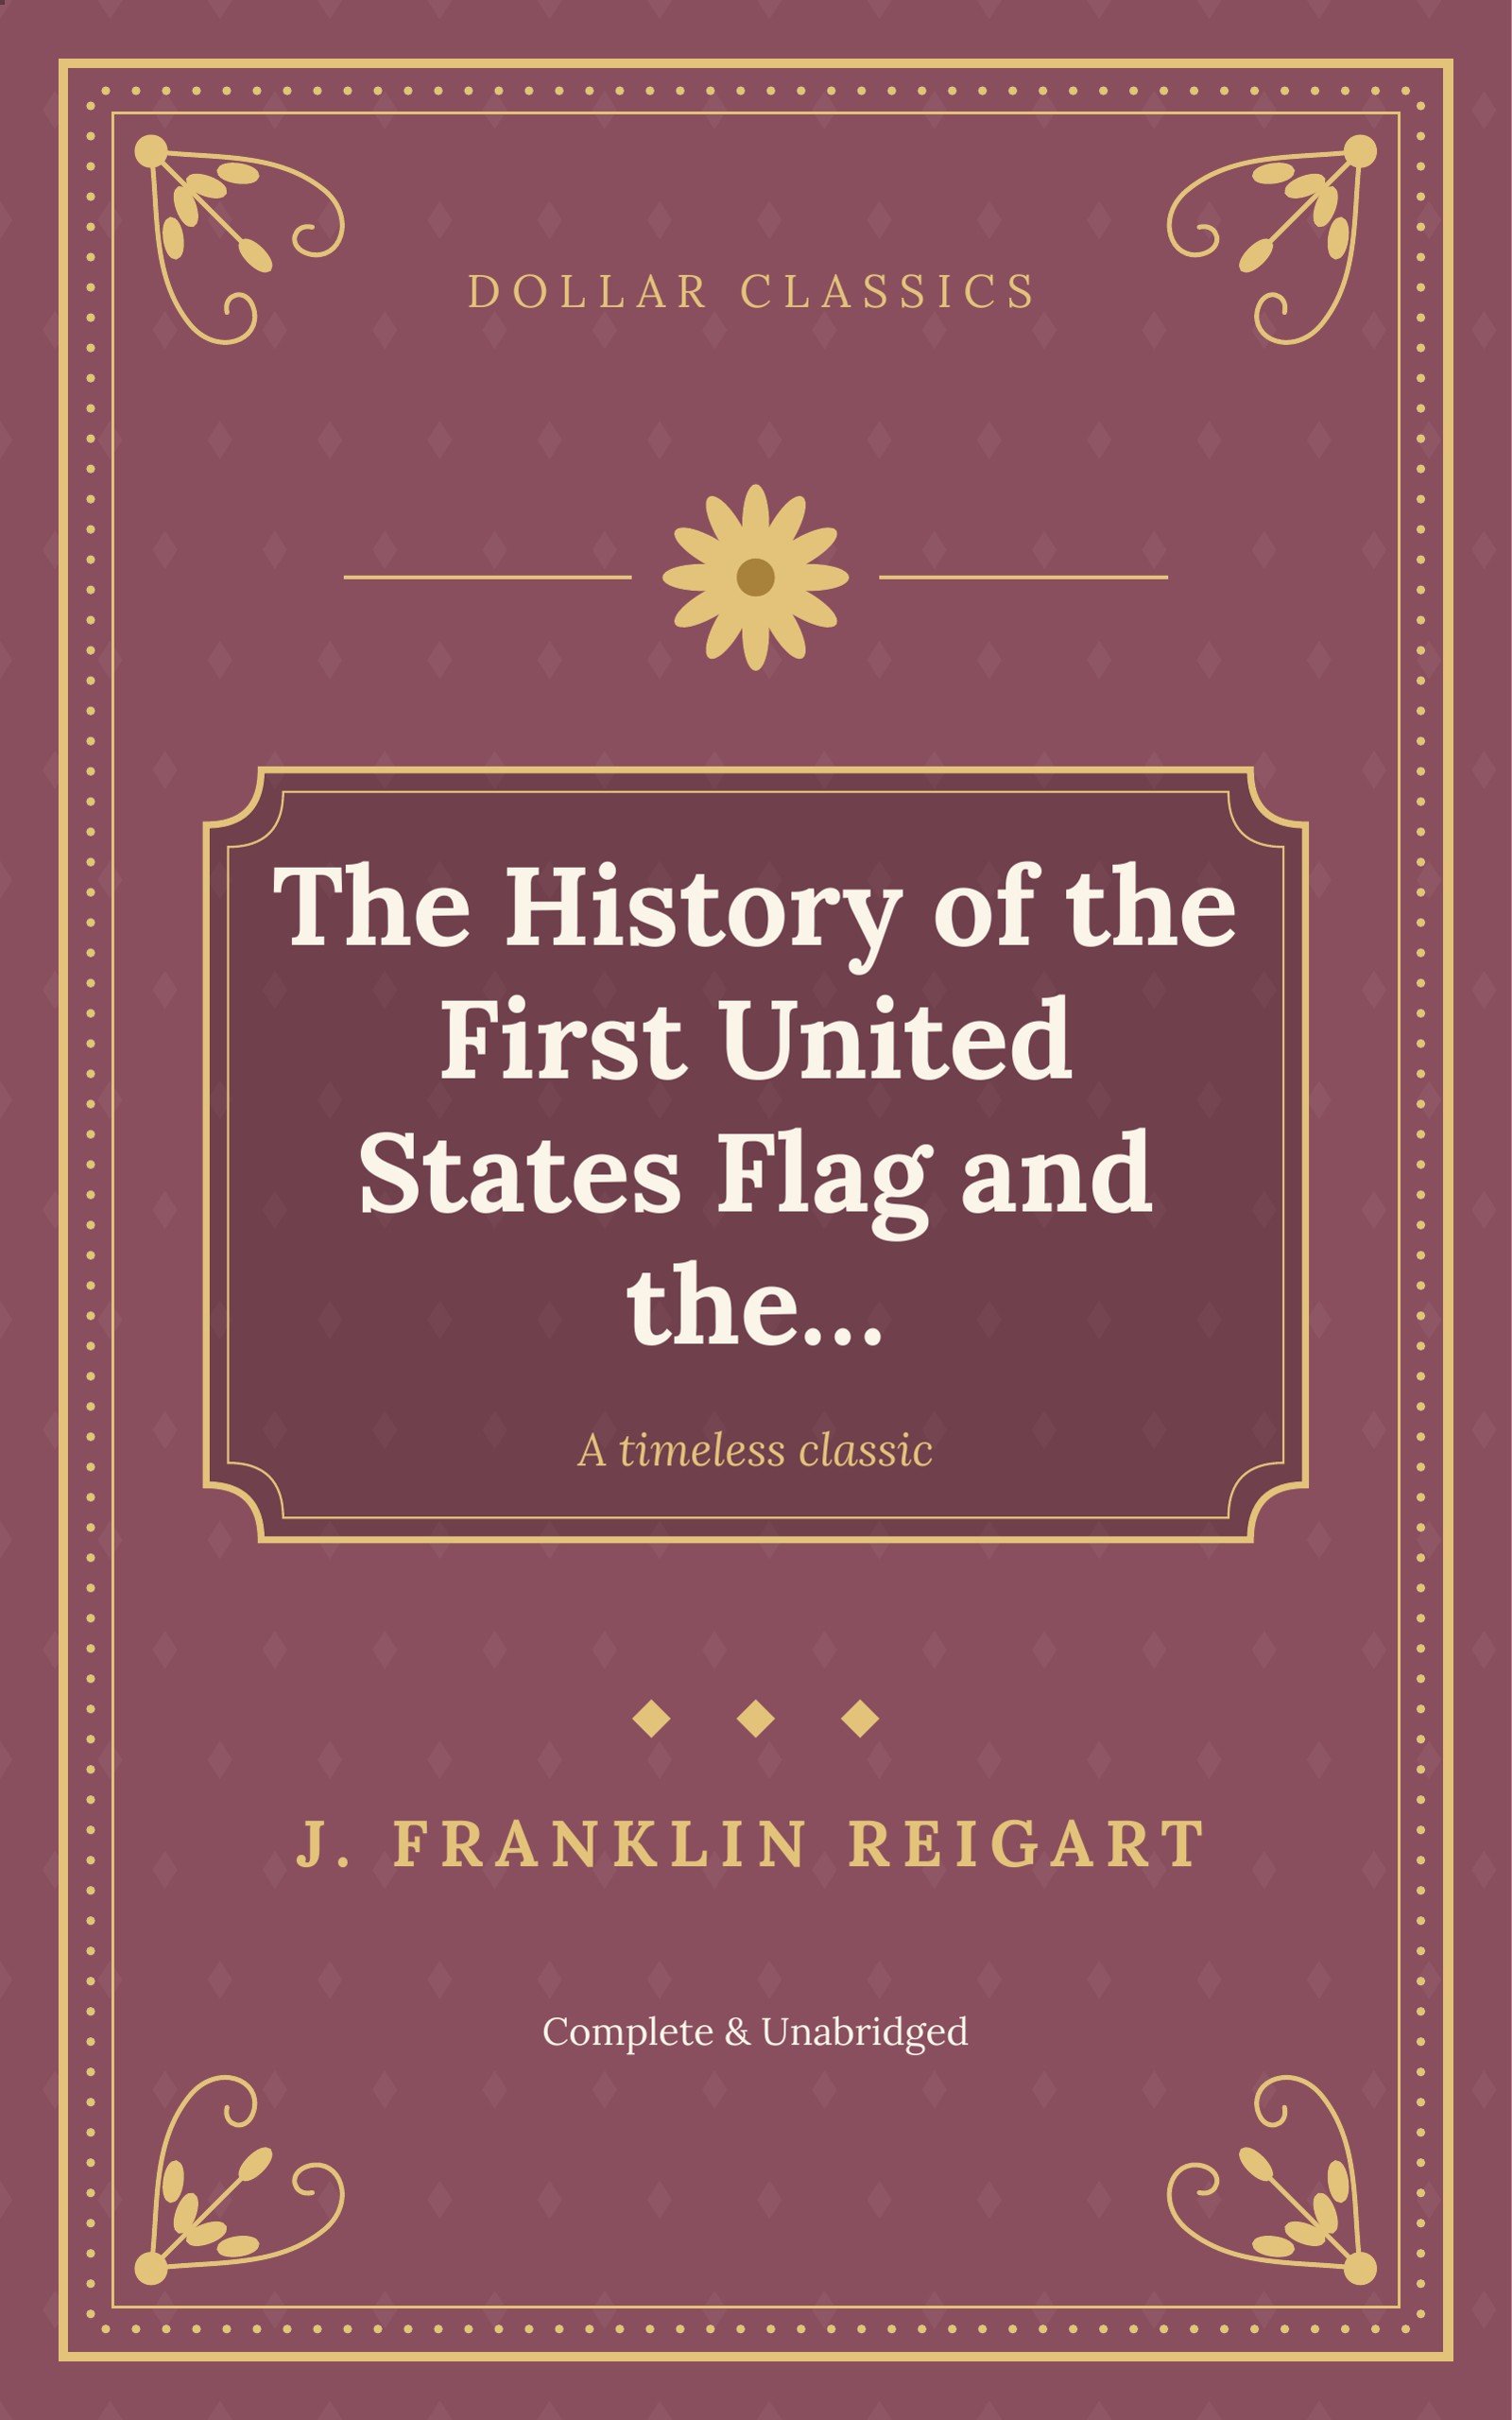 DOLLAR CLASSICS
The History of the
First United
States Flag and
the...
A timeless classic
J. FRANKLIN REIGART
Complete & Unabridged